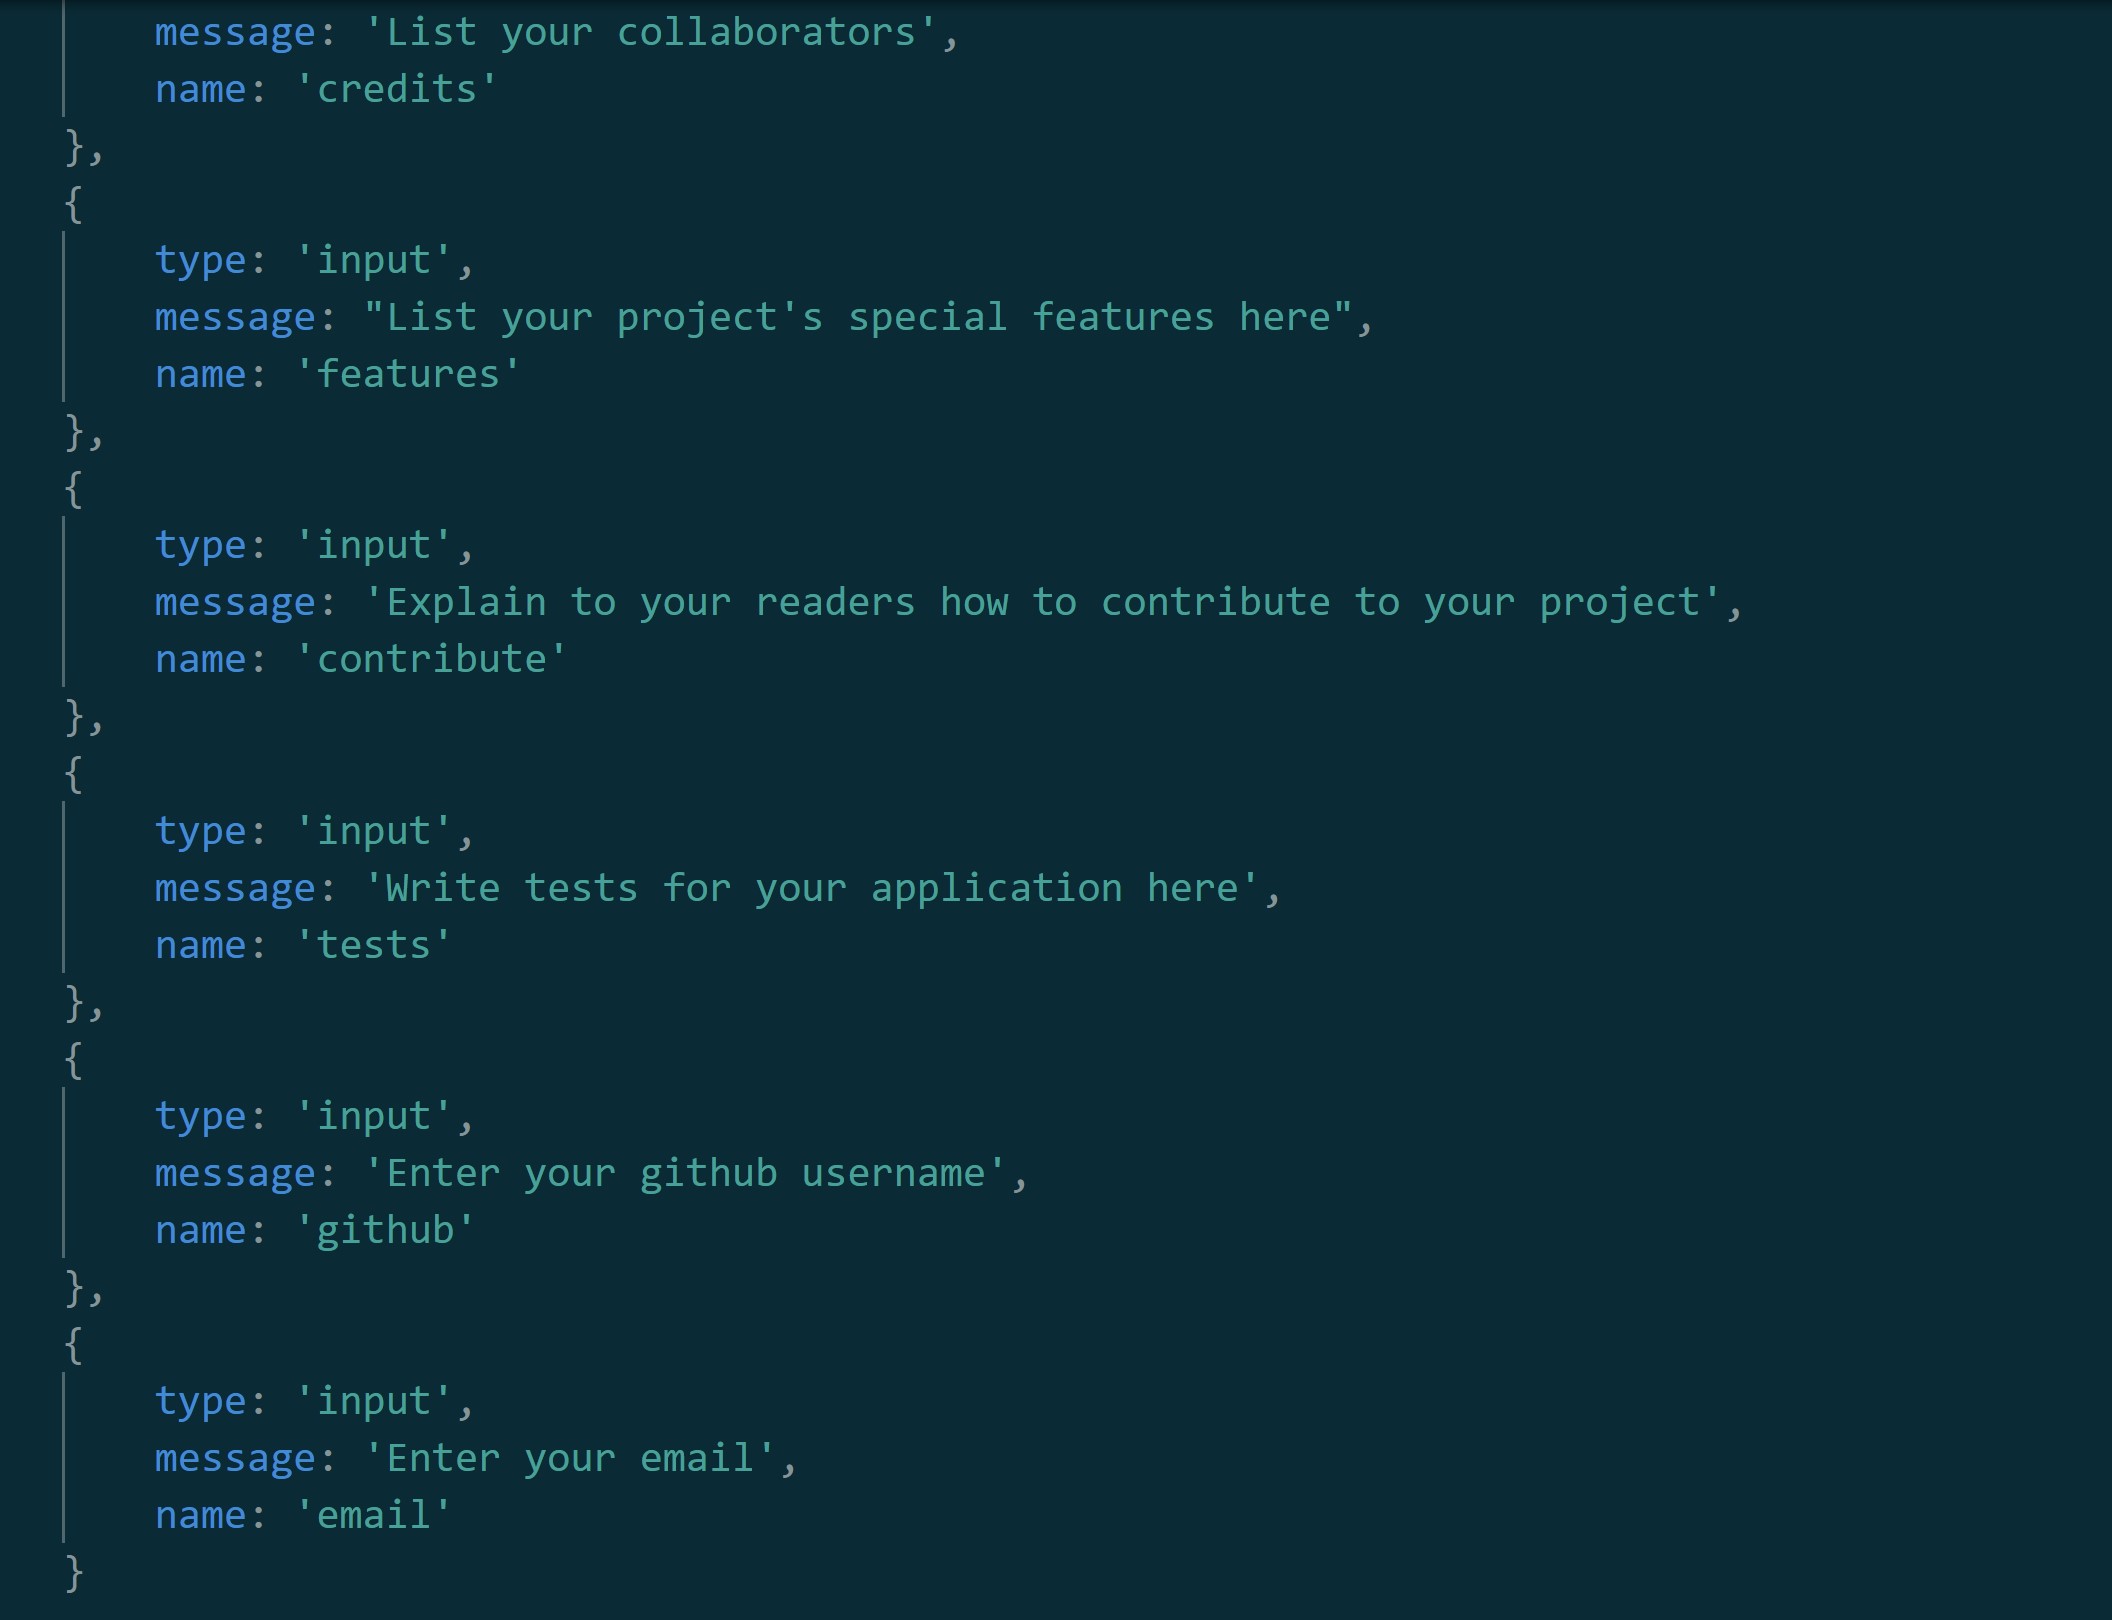 message: 'List your collaborators',
name: 'credits'
},
{
type: 'input',
message: "List your project's special features here",
name: 'features'
},
{
type: 'input',
message: 'Explain to your readers how to contribute to your project',
name: 'contribute'
},
{
type: 'input',
message: 'Write tests for your application here',
name: 'tests'
},
{
type: 'input',
message: 'Enter your github username',
name: 'github'
},
{
type: 'input',
message: 'Enter your email',
name: 'email'
}